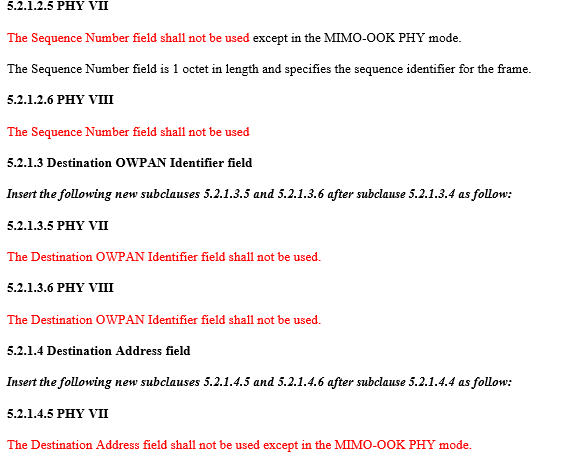 5.2.1.2.5 PHY VII
The Sequence Number field shall not be used except in the MIMO-OOK PHY mode.
The Sequence Number field is 1 octet in length and specifies the sequence identifier for the frame.
5.2.1.2.6 PHY VIII
The Sequence Number field shall not be used
5.2.1.3 Destination OWPAN Identifier field
Insert the following new subclauses 5.2.1.3.5 and 5.2.1.3.6 after subclause 5.2.1.3.4 as follow:
5.2.1.3.5 PHY VII
The Destination OWPAN Identifier field shall not be used.
5.2.1.3.6 PHY VIII
The Destination OWPAN Identifier field shall not be used.
5.2.1.4 Destination Address field
Insert the following new subclauses 5.2.1.4.5 and 5.2.1.4.6 after subclause 5.2.1.4.4 as follow:
5.2.1.4.5 PHY VII
The Destination Address field shall not be used except in the MIMO-OOK PHY mode.